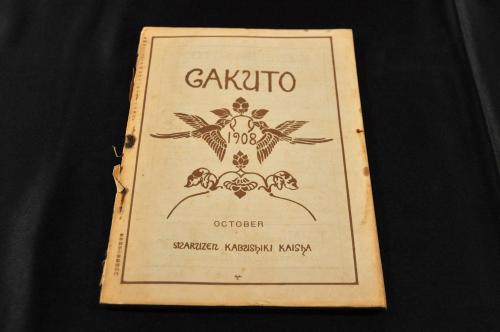 GAKUTO
1908
OCTOBER
MARUZEN KABUSHIKI KAISHA